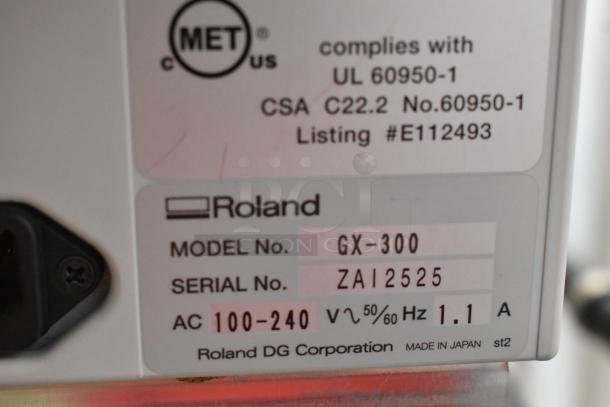 MET
C US
®
complies with
UL 60950-1
CSA C22.2 No.60950-1
Listing #E112493
Roland
MODEL No. GX-300
SERIAL No. ZAI2525
AC 100-240 V∿ 50/60 Hz 1.1 A
Roland DG Corporation MADE IN JAPAN st2